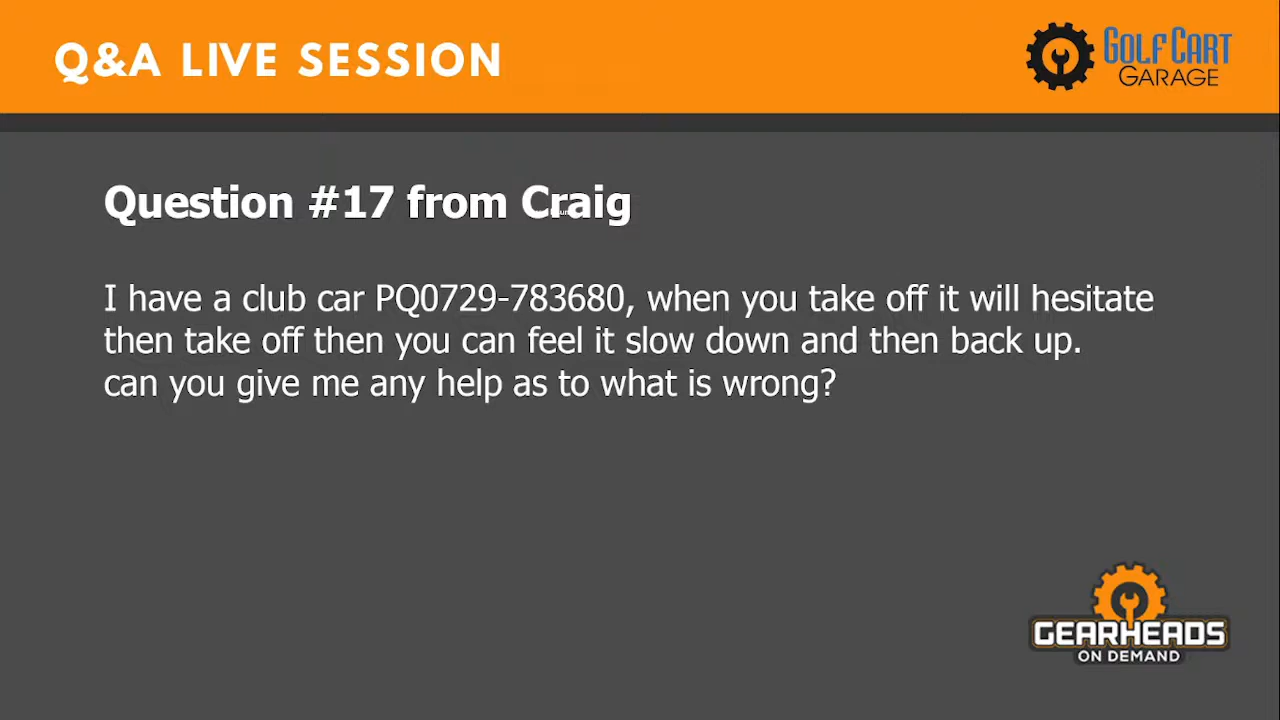 Q&A LIVE SESSION
GOLF CART
GARAGE
Question #17 from Craig
I have a club car PQ0729-783680, when you take off it will hesitate
then take off then you can feel it slow down and then back up.
can you give me any help as to what is wrong?
GEARHEADS
ON DEMAND